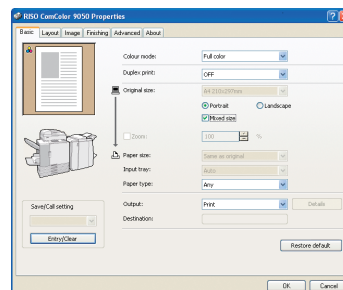 RISO ComColor 9050 Properties
Basic Layout Image Finishing Advanced About
Colour mode: Full color
Duplex print: OFF
Original size: A4 210x297mm
Portrait Landscape
Mixed size
Zoom: 100 %
Paper size: Same as original
Input tray: Auto
Paper type: Any
Save/Call setting
Entry/Clear
Output: Print Details
Destination:
Restore default
OK Cancel